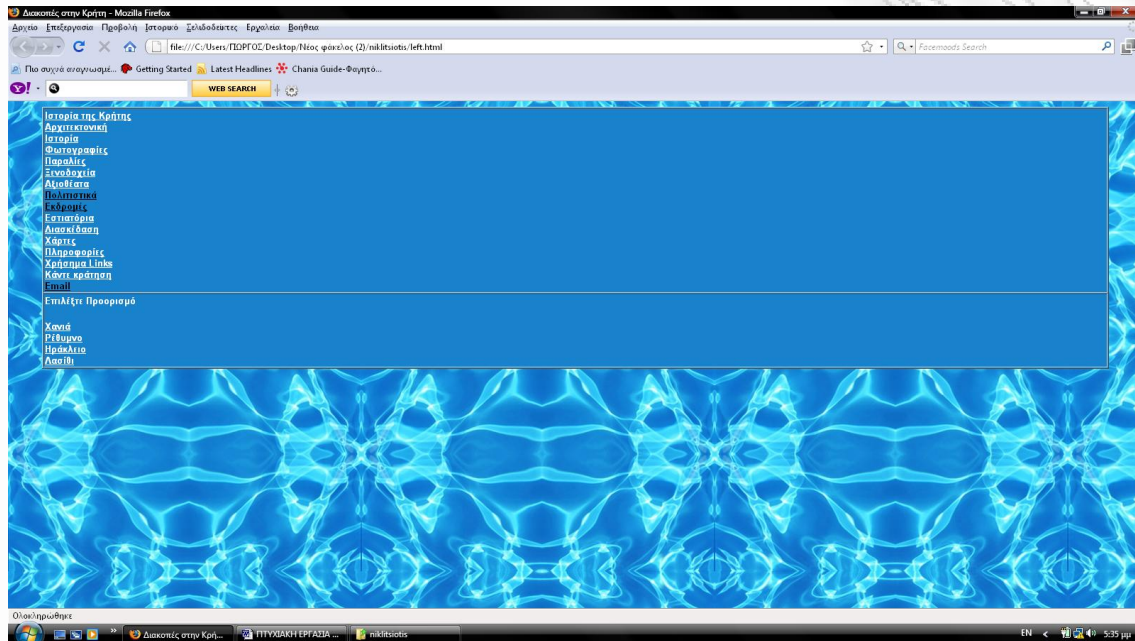 Διακοπές στην Κρήτη - Mozilla Firefox
Αρχείο Επεξεργασία Προβολή Ιστορικό Σελιδοδείκτες Εργαλεία Βοήθεια
file:///C:/Users/ΓΙΩΡΓΟΣ/Desktop/Νέος φάκελος (2)/niklitsiotis/left.html
Facemoods Search
Πιο συχνά αναγνωσμέ... Getting Started Latest Headlines Chania Guide-Φαγητό...
Y! WEB SEARCH
Ιστορία της Κρήτης
Αρχιτεκτονική
Ιστορία
Φωτογραφίες
Παραλίες
Ξενοδοχεία
Αξιοθέατα
Πολιτιστικά
Εκδρομές
Εστιατόρια
Διασκέδαση
Χάρτες
Πληροφορίες
Χρήσημα Links
Κάντε κράτηση
Email
Επιλέξτε Προορισμό
Χανιά
Ρέθυμνο
Ηράκλειο
Λασίθι
Ολοκληρώθηκε
Διακοπές στην Κρή... ΠΤΥΧΙΑΚΗ ΕΡΓΑΣΙΑ ... niklitsiotis EN 5:35 μμ